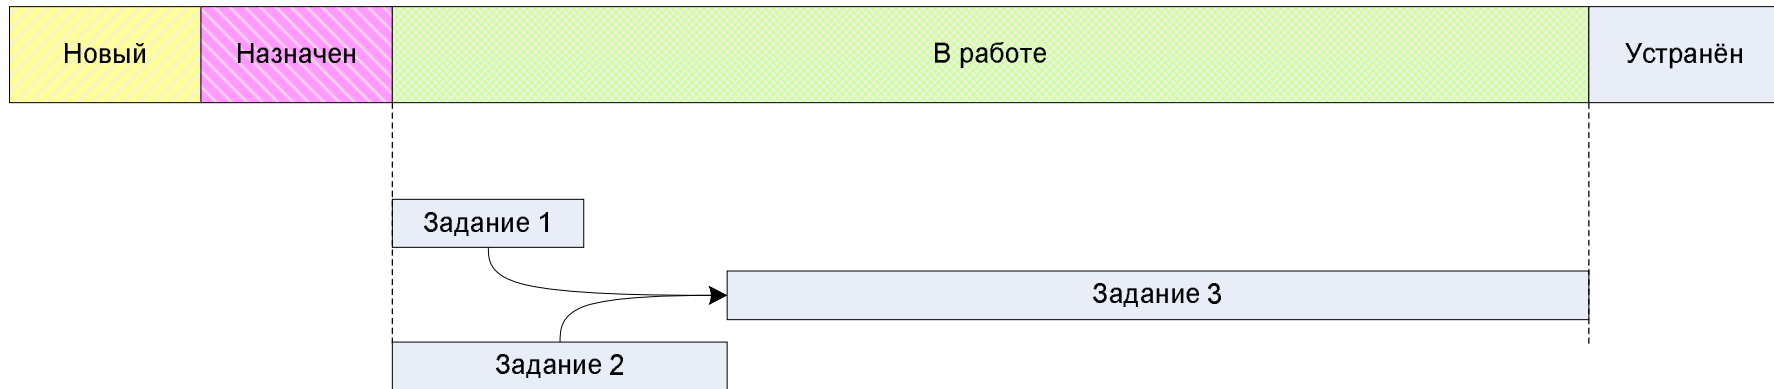 Новый
Назначен
В работе
Устранён
Задание 1
Задание 3
Задание 2